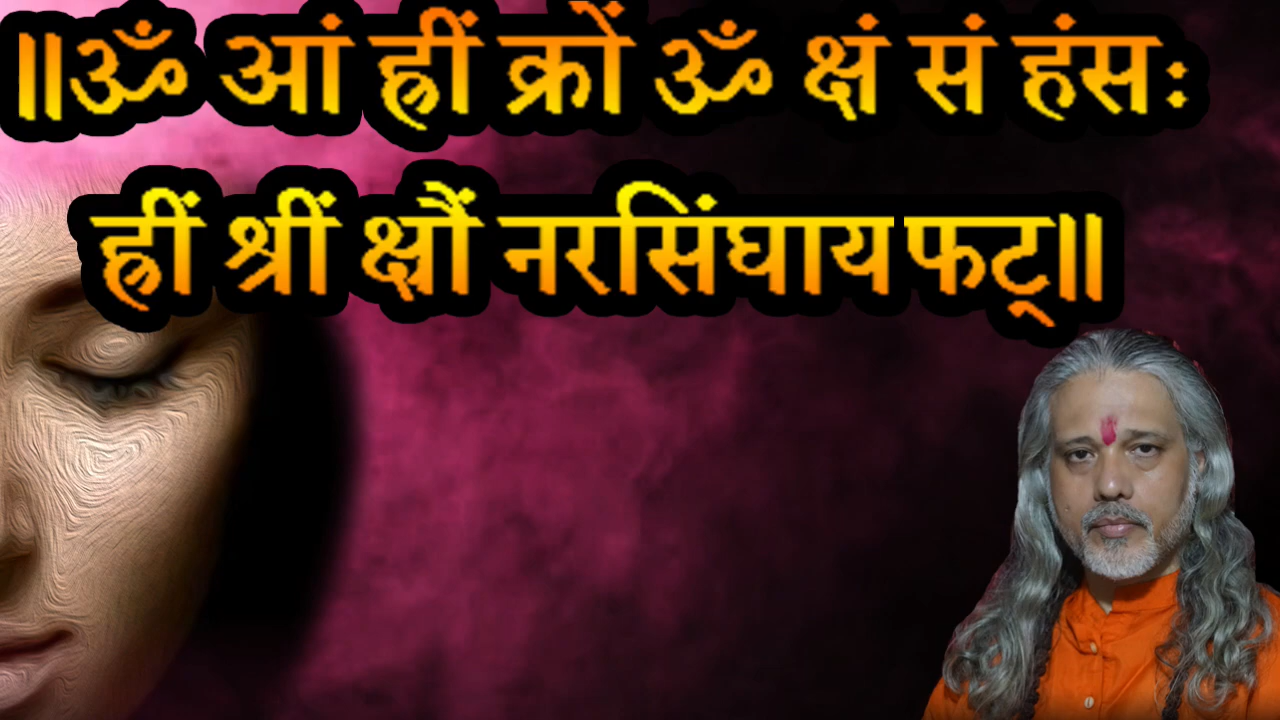 ॥ॐ आं ह्रीं क्रों ॐ क्षं सं हंसः
ह्रीं श्रीं क्ष्रौं नरसिंघाय फट्॥